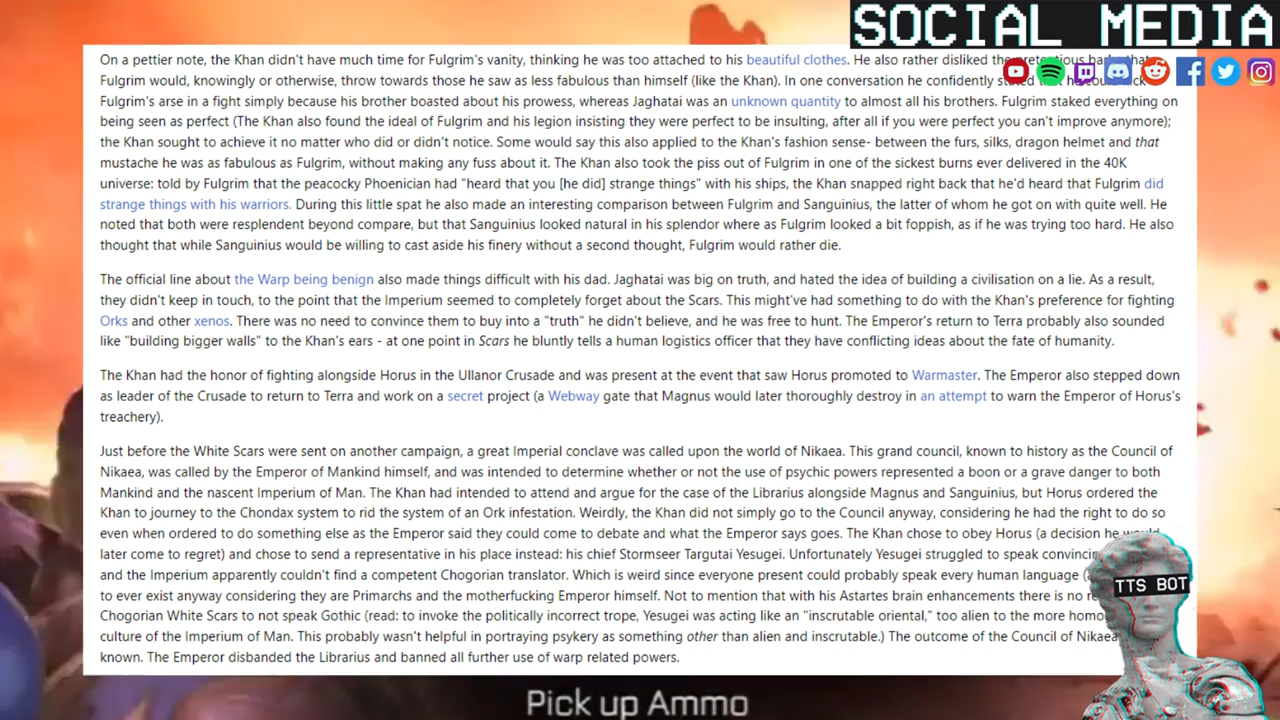 SOCIAL MEDIA
On a pettier note, the Khan didn't have much time for Fulgrim's vanity, thinking he was too attached to his beautiful clothes. He also rather disliked the
Fulgrim would, knowingly or otherwise, throw towards those he saw as less fabulous than himself (like the Khan). In one conversation he confidently
Fulgrim's arse in a fight simply because his brother boasted about his prowess, whereas Jaghatai was an unknown quantity to almost all his brothers. Fulgrim staked everything on
being seen as perfect (The Khan also found the ideal of Fulgrim and his legion insisting they were perfect to be insulting, after all if you were perfect you can't improve anymore);
the Khan sought to achieve it no matter who did or didn't notice. Some would say this also applied to the Khan's fashion sense- between the furs, silks, dragon helmet and that
mustache he was as fabulous as Fulgrim, without making any fuss about it. The Khan also took the piss out of Fulgrim in one of the sickest burns ever delivered in the 40K
universe: told by Fulgrim that the peacocky Phoenician had "heard that you [he did] strange things" with his ships, the Khan snapped right back that he'd heard that Fulgrim did
strange things with his warriors. During this little spat he also made an interesting comparison between Fulgrim and Sanguinius, the latter of whom he got on with quite well. He
noted that both were resplendent beyond compare, but that Sanguinius looked natural in his splendor where as Fulgrim looked a bit foppish, as if he was trying too hard. He also
thought that while Sanguinius would be willing to cast aside his finery without a second thought, Fulgrim would rather die.
The official line about the Warp being benign also made things difficult with his dad. Jaghatai was big on truth, and hated the idea of building a civilisation on a lie. As a result,
they didn't keep in touch, to the point that the Imperium seemed to completely forget about the Scars. This might've had something to do with the Khan's preference for fighting
Orks and other xenos. There was no need to convince them to buy into a "truth" he didn't believe, and he was free to hunt. The Emperor's return to Terra probably also sounded
like "building bigger walls" to the Khan's ears - at one point in Scars he bluntly tells a human logistics officer that they have conflicting ideas about the fate of humanity.
The Khan had the honor of fighting alongside Horus in the Ullanor Crusade and was present at the event that saw Horus promoted to Warmaster. The Emperor also stepped down
as leader of the Crusade to return to Terra and work on a secret project (a Webway gate that Magnus would later thoroughly destroy in an attempt to warn the Emperor of Horus's
treachery).
Just before the White Scars were sent on another campaign, a great Imperial conclave was called upon the world of Nikaea. This grand council, known to history as the Council of
Nikaea, was called by the Emperor of Mankind himself, and was intended to determine whether or not the use of psychic powers represented a boon or a grave danger to both
Mankind and the nascent Imperium of Man. The Khan had intended to attend and argue for the case of the Librarius alongside Magnus and Sanguinius, but Horus ordered the
Khan to journey to the Chondax system to rid the system of an Ork infestation. Weirdly, the Khan did not simply go to the Council anyway, considering he had the right to do so
even when ordered to do something else as the Emperor said they could come to debate and what the Emperor says goes. The Khan chose to obey Horus (a decision he would
later come to regret) and chose to send a representative in his place instead: his chief Stormseer Targutai Yesugei. Unfortunately Yesugei struggled to speak
and the Imperium apparently couldn't find a competent Chogorian translator. Which is weird since everyone present could probably speak every human language
to ever exist anyway considering they are Primarchs and the motherfucking Emperor himself. Not to mention that with his Astartes brain enhancements there is no
Chogorian White Scars to not speak Gothic (read: to invoke the politically incorrect trope, Yesugei was acting like an "inscrutable oriental," too alien to the more
culture of the Imperium of Man. This probably wasn't helpful in portraying psykery as something other than alien and inscrutable.) The outcome of the Council of Nikaea
known. The Emperor disbanded the Librarius and banned all further use of warp related powers.
TTS BOT
Pick up Ammo